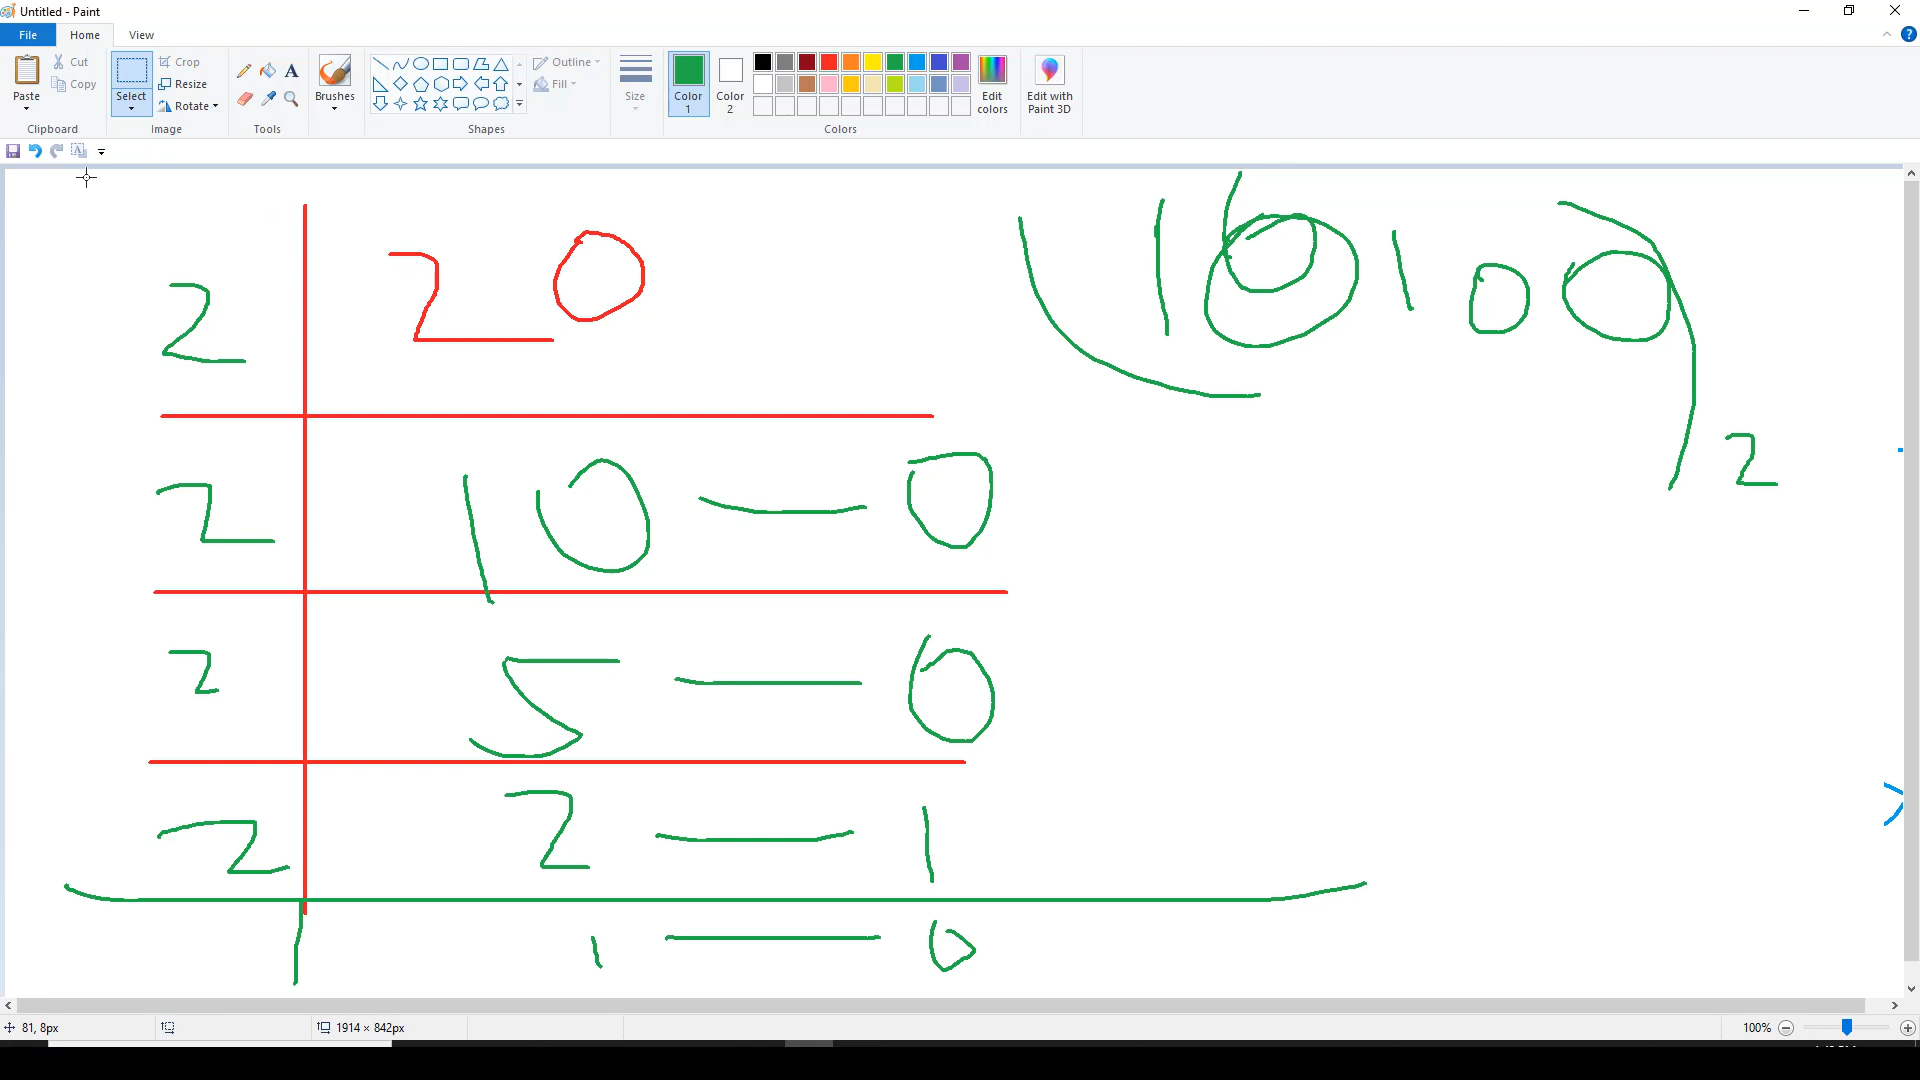 Untitled - Paint
File Home View
Paste Cut Copy Clipboard
Select Crop Resize Rotate Image
Tools
Brushes
Shapes Outline Fill
Size
Color 1 Color 2 Edit colors Colors
Edit with Paint 3D
2 20
(10100)2
2 10 — 0
2 5 — 0
2 2 — 1
1 — 0
81, 8px 1914 × 842px 100%